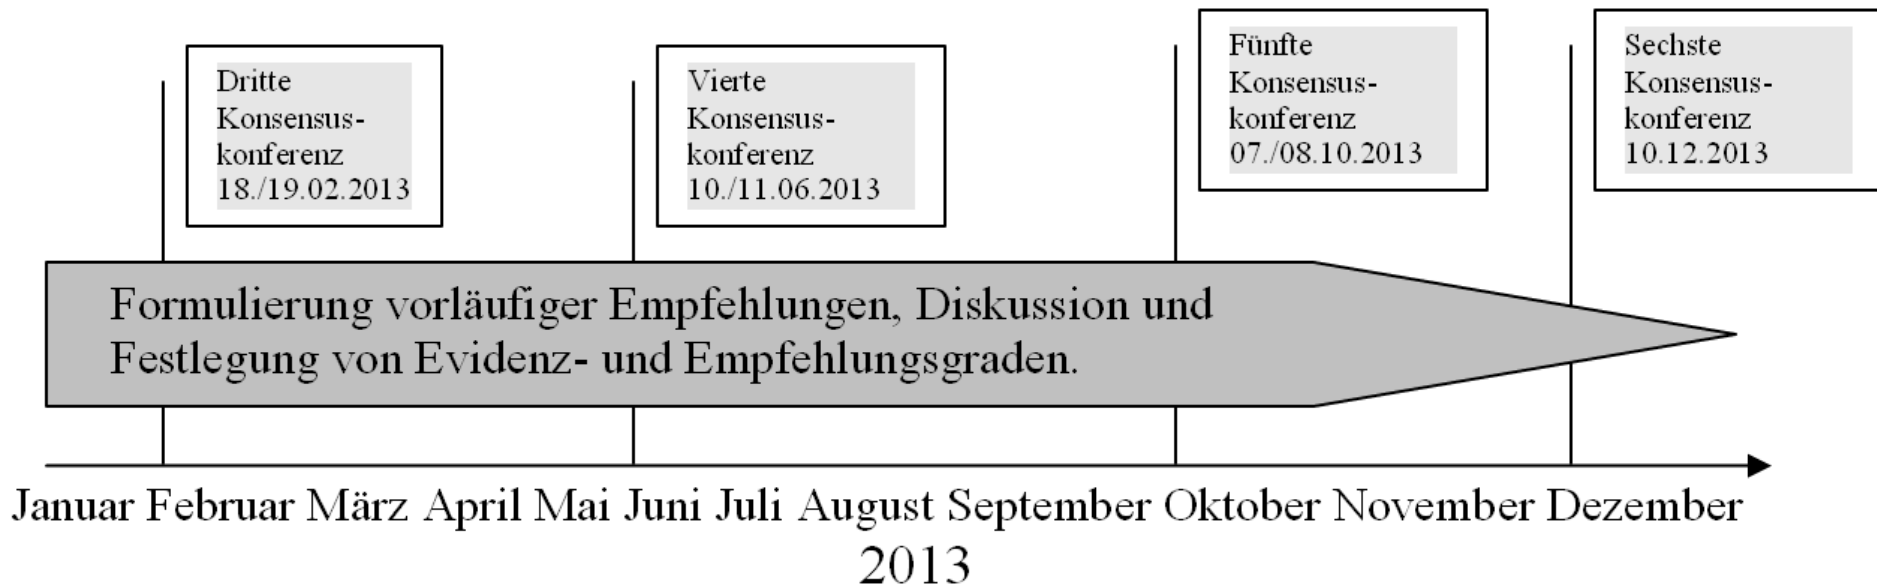 Dritte
Konsensus-
konferenz
18./19.02.2013
Vierte
Konsensus-
konferenz
10./11.06.2013
Fünfte
Konsensus-
konferenz
07./08.10.2013
Sechste
Konsensus-
konferenz
10.12.2013
Formulierung vorläufiger Empfehlungen, Diskussion und
Festlegung von Evidenz- und Empfehlungsgraden.
Januar Februar März April Mai Juni Juli August September Oktober November Dezember
2013